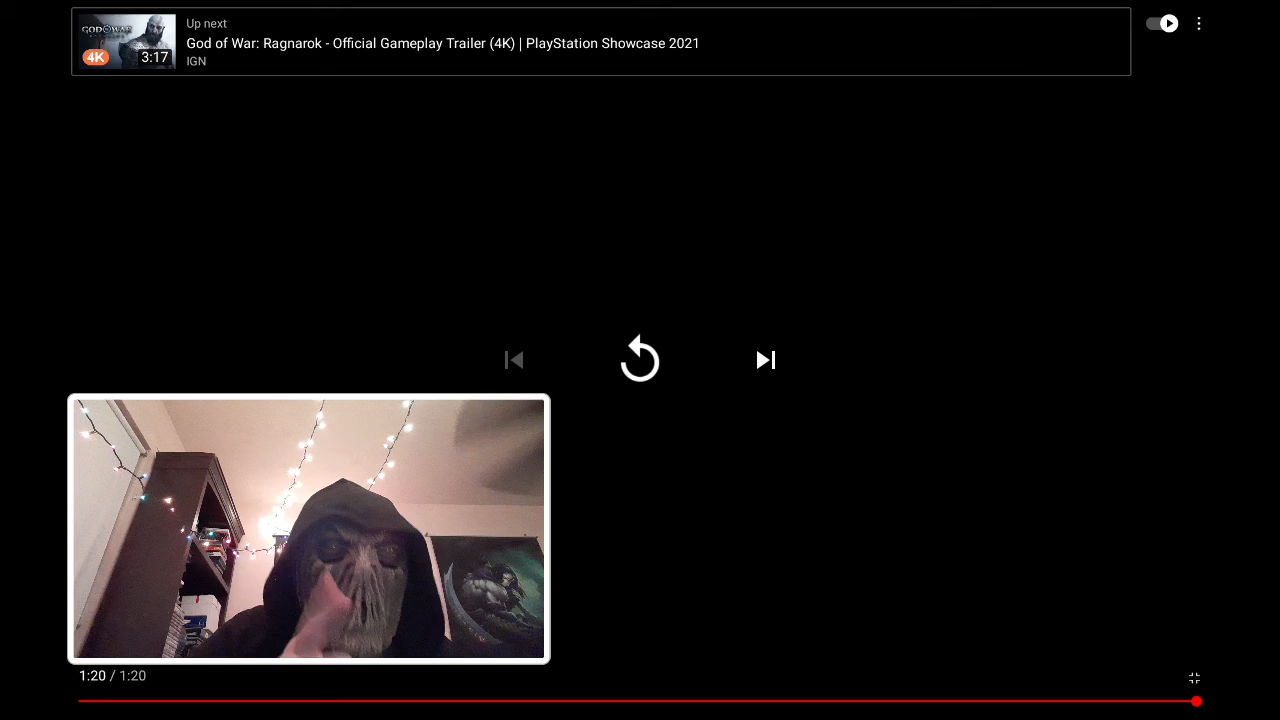 GOD OF WAR
4K
3:17
Up next
God of War: Ragnarok - Official Gameplay Trailer (4K) | PlayStation Showcase 2021
IGN
1:20 / 1:20